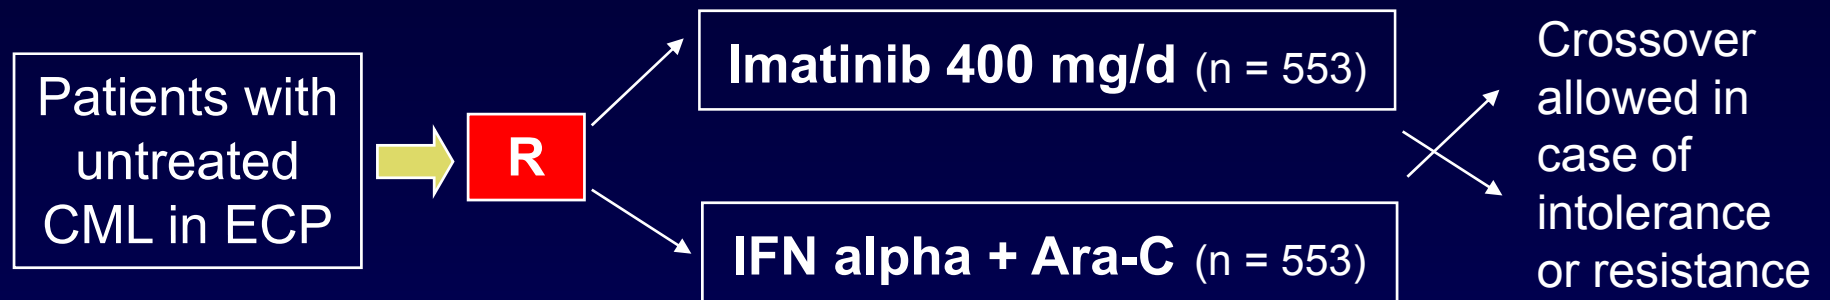 Patients with
untreated
CML in ECP
R
Imatinib 400 mg/d (n = 553)
IFN alpha + Ara-C (n = 553)
Crossover
allowed in
case of
intolerance
or resistance